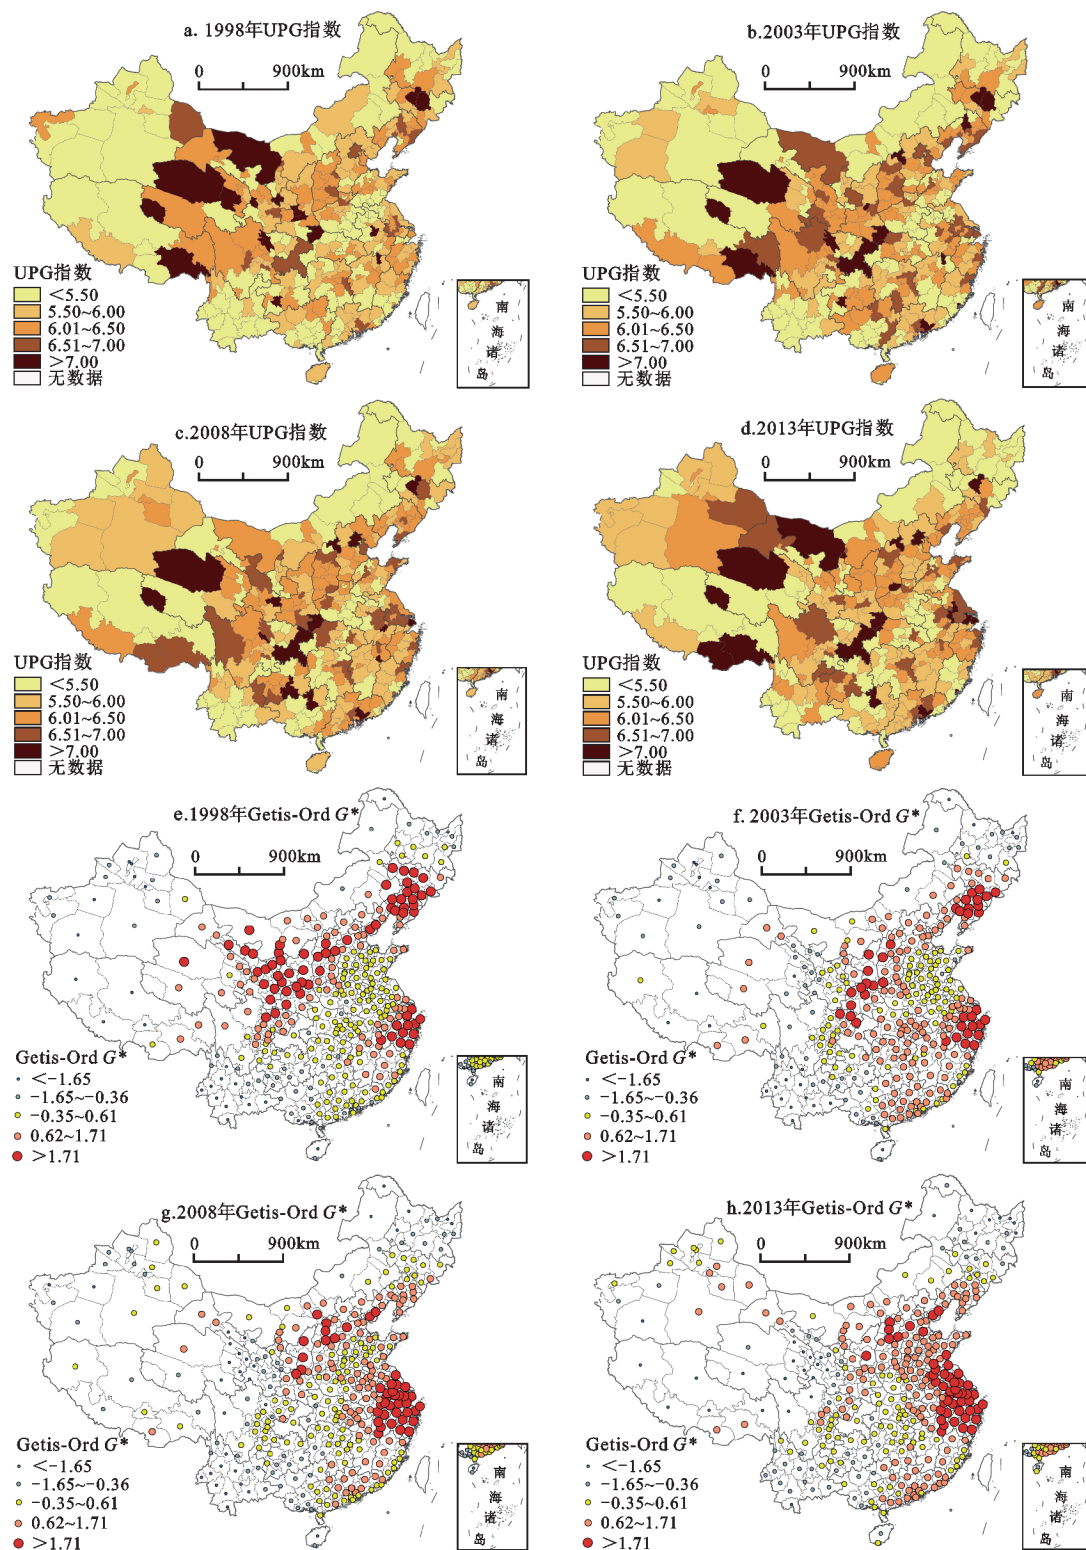 a. 1998年UPG指数
0 900km
UPG指数
＜5.50
5.50~6.00
6.01~6.50
6.51~7.00
＞7.00
无数据
南
海
诸
岛
b.2003年UPG指数
0 900km
UPG指数
＜5.50
5.50~6.00
6.01~6.50
6.51~7.00
＞7.00
无数据
南
海
诸
岛
c.2008年UPG指数
0 900km
UPG指数
＜5.50
5.50~6.00
6.01~6.50
6.51~7.00
＞7.00
无数据
南
海
诸
岛
d.2013年UPG指数
0 900km
UPG指数
＜5.50
5.50~6.00
6.01~6.50
6.51~7.00
＞7.00
无数据
南
海
诸
岛
e.1998年Getis-Ord G*
0 900km
Getis-Ord G*
＜-1.65
-1.65~-0.36
-0.35~0.61
0.62~1.71
＞1.71
南
海
诸
岛
f. 2003年Getis-Ord G*
0 900km
Getis-Ord G*
＜-1.65
-1.65~-0.36
-0.35~0.61
0.62~1.71
＞1.71
南
海
诸
岛
g.2008年Getis-Ord G*
0 900km
Getis-Ord G*
＜-1.65
-1.65~-0.36
-0.35~0.61
0.62~1.71
＞1.71
南
海
诸
岛
h.2013年Getis-Ord G*
0 900km
Getis-Ord G*
＜-1.65
-1.65~-0.36
-0.35~0.61
0.62~1.71
＞1.71
南
海
诸
岛